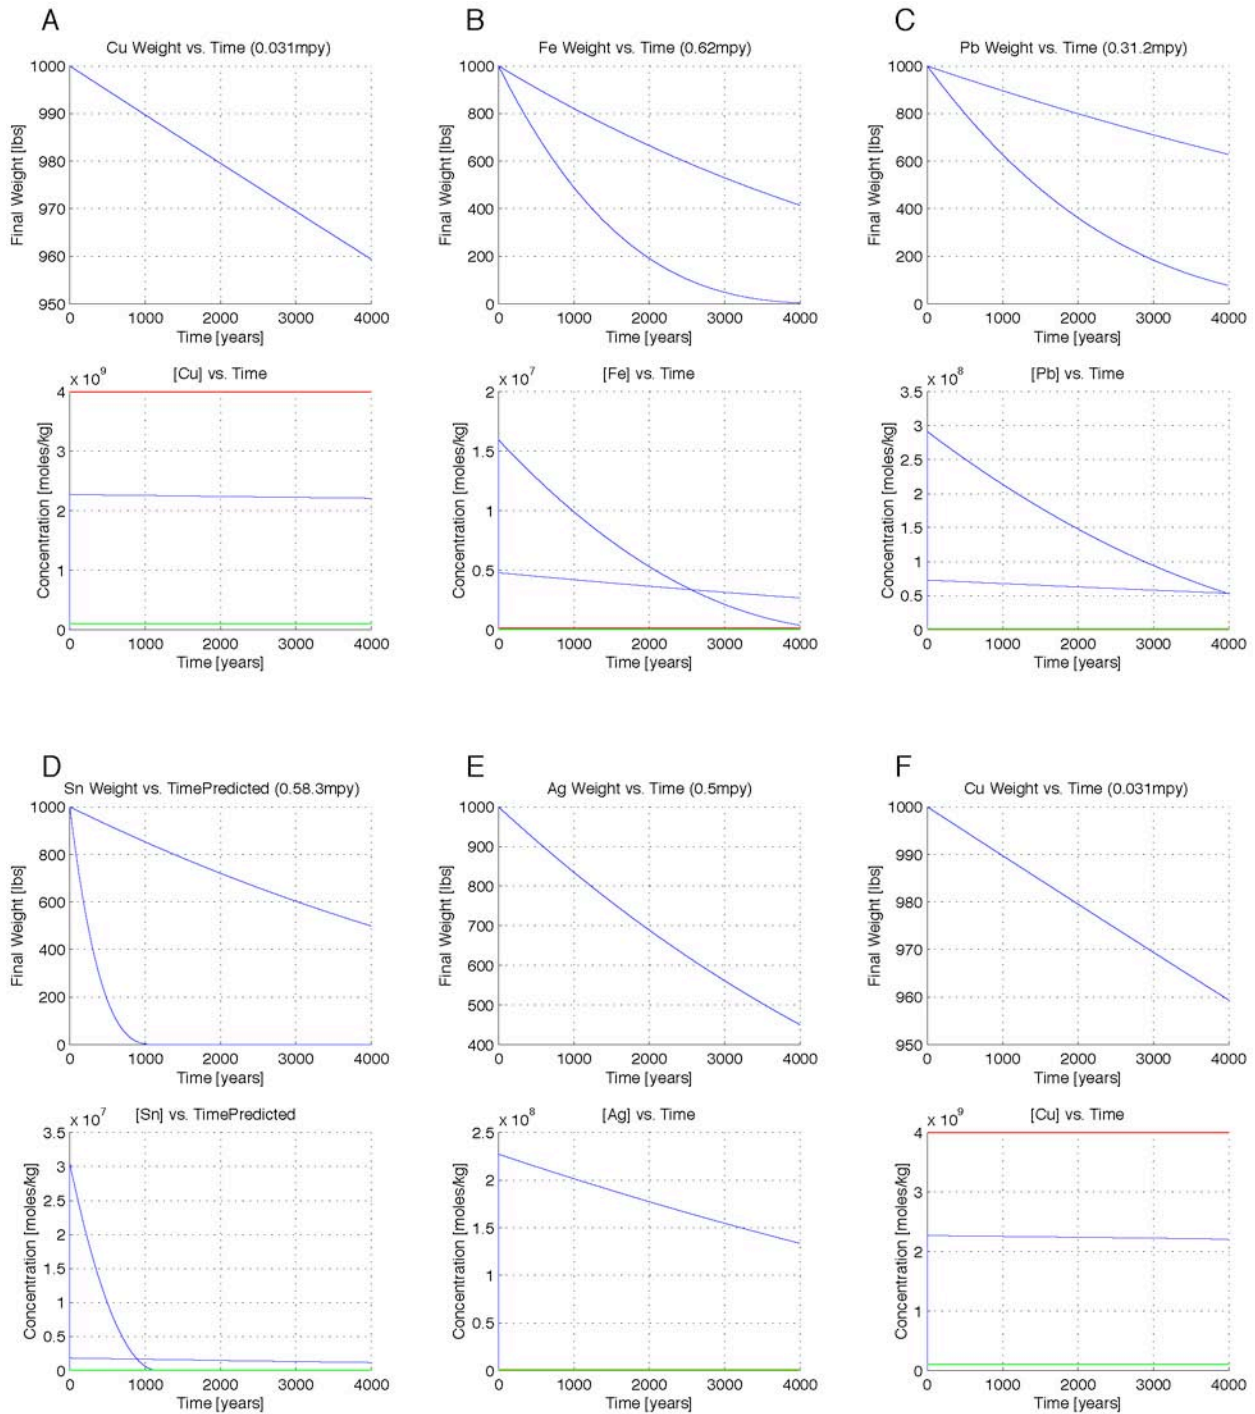 A
Cu Weight vs. Time (0.031mpy)
1000
990
980
970
960
950
Final Weight [lbs]
0 1000 2000 3000 4000
Time [years]
x 10^9
[Cu] vs. Time
4
3
2
1
0
Concentration [moles/kg]
0 1000 2000 3000 4000
Time [years]
B
Fe Weight vs. Time (0.62mpy)
1000
800
600
400
200
0
Final Weight [lbs]
0 1000 2000 3000 4000
Time [years]
x 10^7
[Fe] vs. Time
2
1.5
1
0.5
0
Concentration [moles/kg]
0 1000 2000 3000 4000
Time [years]
C
Pb Weight vs. Time (0.31.2mpy)
1000
800
600
400
200
0
Final Weight [lbs]
0 1000 2000 3000 4000
Time [years]
x 10^8
[Pb] vs. Time
3.5
3
2.5
2
1.5
1
0.5
0
Concentration [moles/kg]
0 1000 2000 3000 4000
Time [years]
D
Sn Weight vs. TimePredicted (0.58.3mpy)
1000
800
600
400
200
0
Final Weight [lbs]
0 1000 2000 3000 4000
Time [years]
x 10^7
[Sn] vs. TimePredicted
3.5
3
2.5
2
1.5
1
0.5
0
Concentration [moles/kg]
0 1000 2000 3000 4000
Time [years]
E
Ag Weight vs. Time (0.5mpy)
1000
900
800
700
600
500
400
Final Weight [lbs]
0 1000 2000 3000 4000
Time [years]
x 10^8
[Ag] vs. Time
2.5
2
1.5
1
0.5
0
Concentration [moles/kg]
0 1000 2000 3000 4000
Time [years]
F
Cu Weight vs. Time (0.031mpy)
1000
990
980
970
960
950
Final Weight [lbs]
0 1000 2000 3000 4000
Time [years]
x 10^9
[Cu] vs. Time
4
3
2
1
0
Concentration [moles/kg]
0 1000 2000 3000 4000
Time [years]